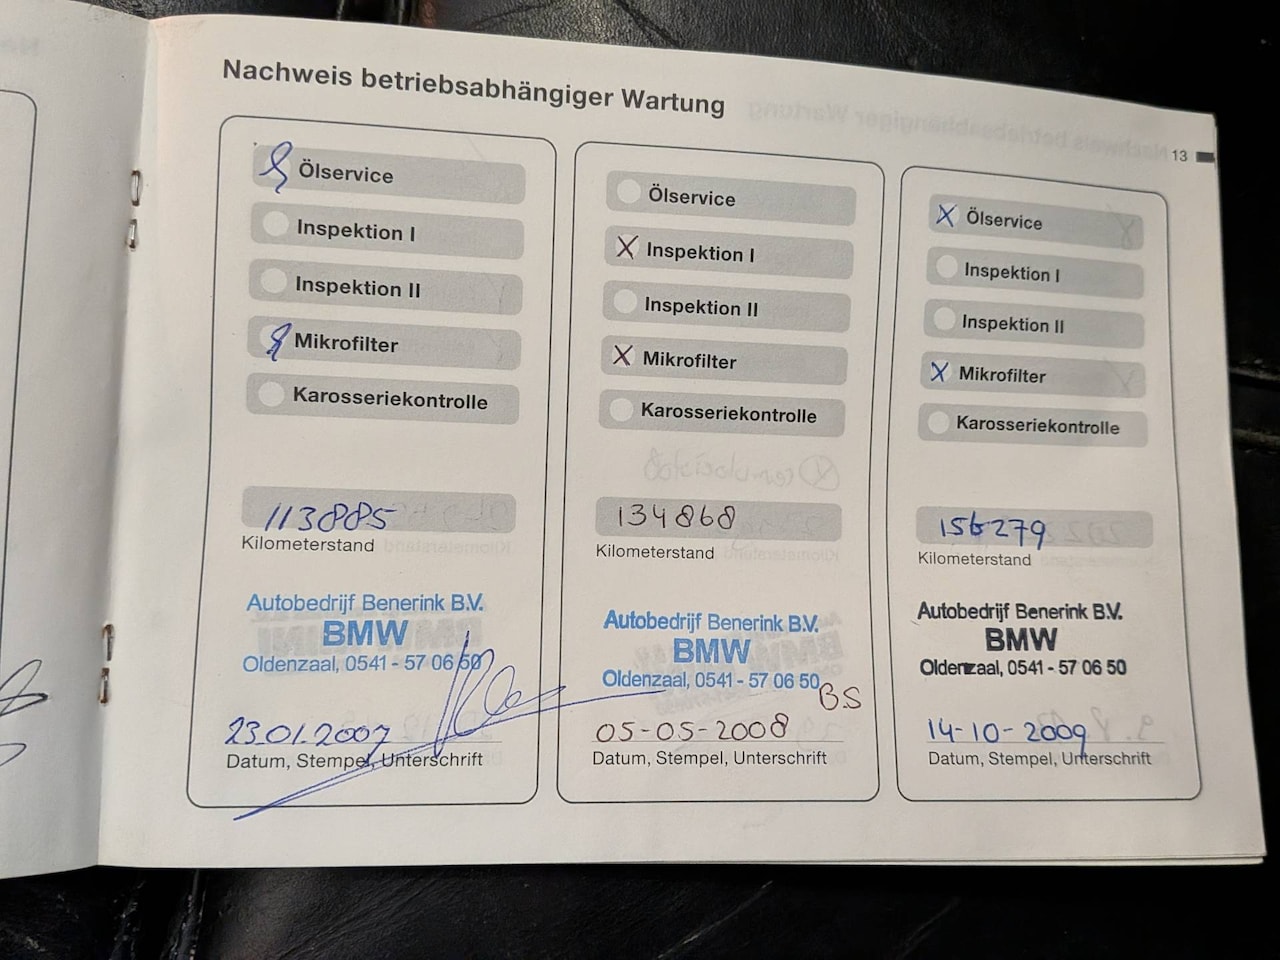 Nachweis betriebsabhängiger Wartung
13
Ölservice
Inspektion I
Inspektion II
Mikrofilter
Karosseriekontrolle
113885
Kilometerstand
Autobedrijf Benerink B.V.
BMW
Oldenzaal, 0541 - 57 06 50
23.01.2007
Datum, Stempel, Unterschrift
Ölservice
X Inspektion I
Inspektion II
X Mikrofilter
Karosseriekontrolle
134868
Kilometerstand
Autobedrijf Benerink B.V.
BMW
Oldenzaal, 0541 - 57 06 50
B.S
05-05-2008
Datum, Stempel, Unterschrift
X Ölservice
Inspektion I
Inspektion II
X Mikrofilter
Karosseriekontrolle
156279
Kilometerstand
Autobedrijf Benerink B.V.
BMW
Oldenzaal, 0541 - 57 06 50
14-10-2009
Datum, Stempel, Unterschrift